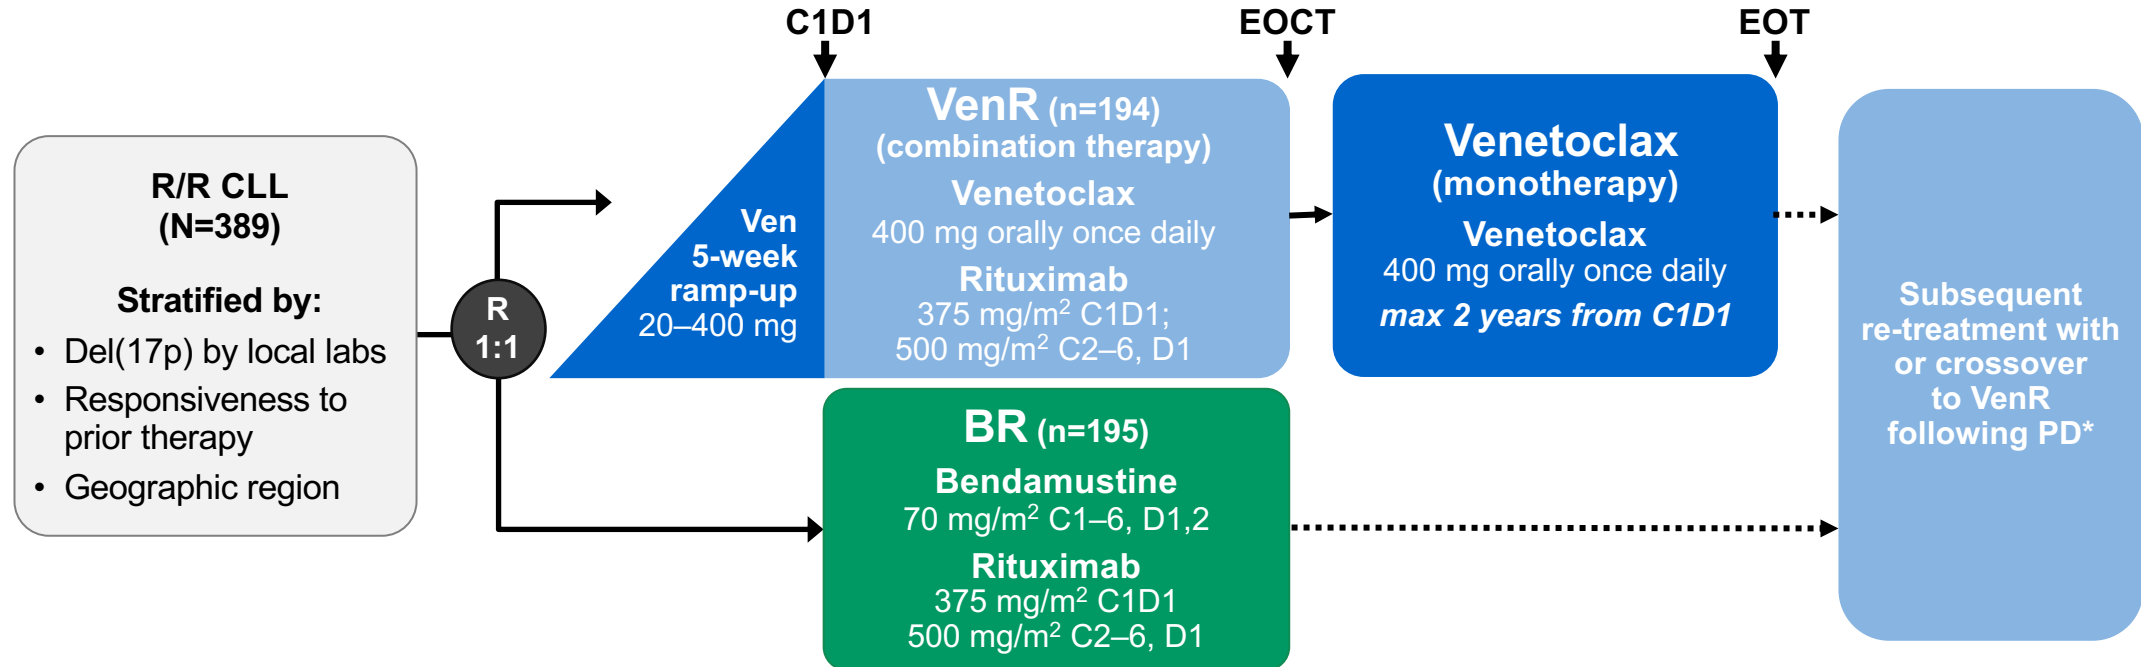 C1D1
EOCT
EOT
R/R CLL
(N=389)
Stratified by:
• Del(17p) by local labs
• Responsiveness to
prior therapy
• Geographic region
R
1:1
Ven
5-week
ramp-up
20–400 mg
VenR (n=194)
(combination therapy)
Venetoclax
400 mg orally once daily
Rituximab
375 mg/m² C1D1;
500 mg/m² C2–6, D1
Venetoclax
(monotherapy)
Venetoclax
400 mg orally once daily
max 2 years from C1D1
BR (n=195)
Bendamustine
70 mg/m² C1–6, D1,2
Rituximab
375 mg/m² C1D1
500 mg/m² C2–6, D1
Subsequent
re-treatment with
or crossover
to VenR
following PD*